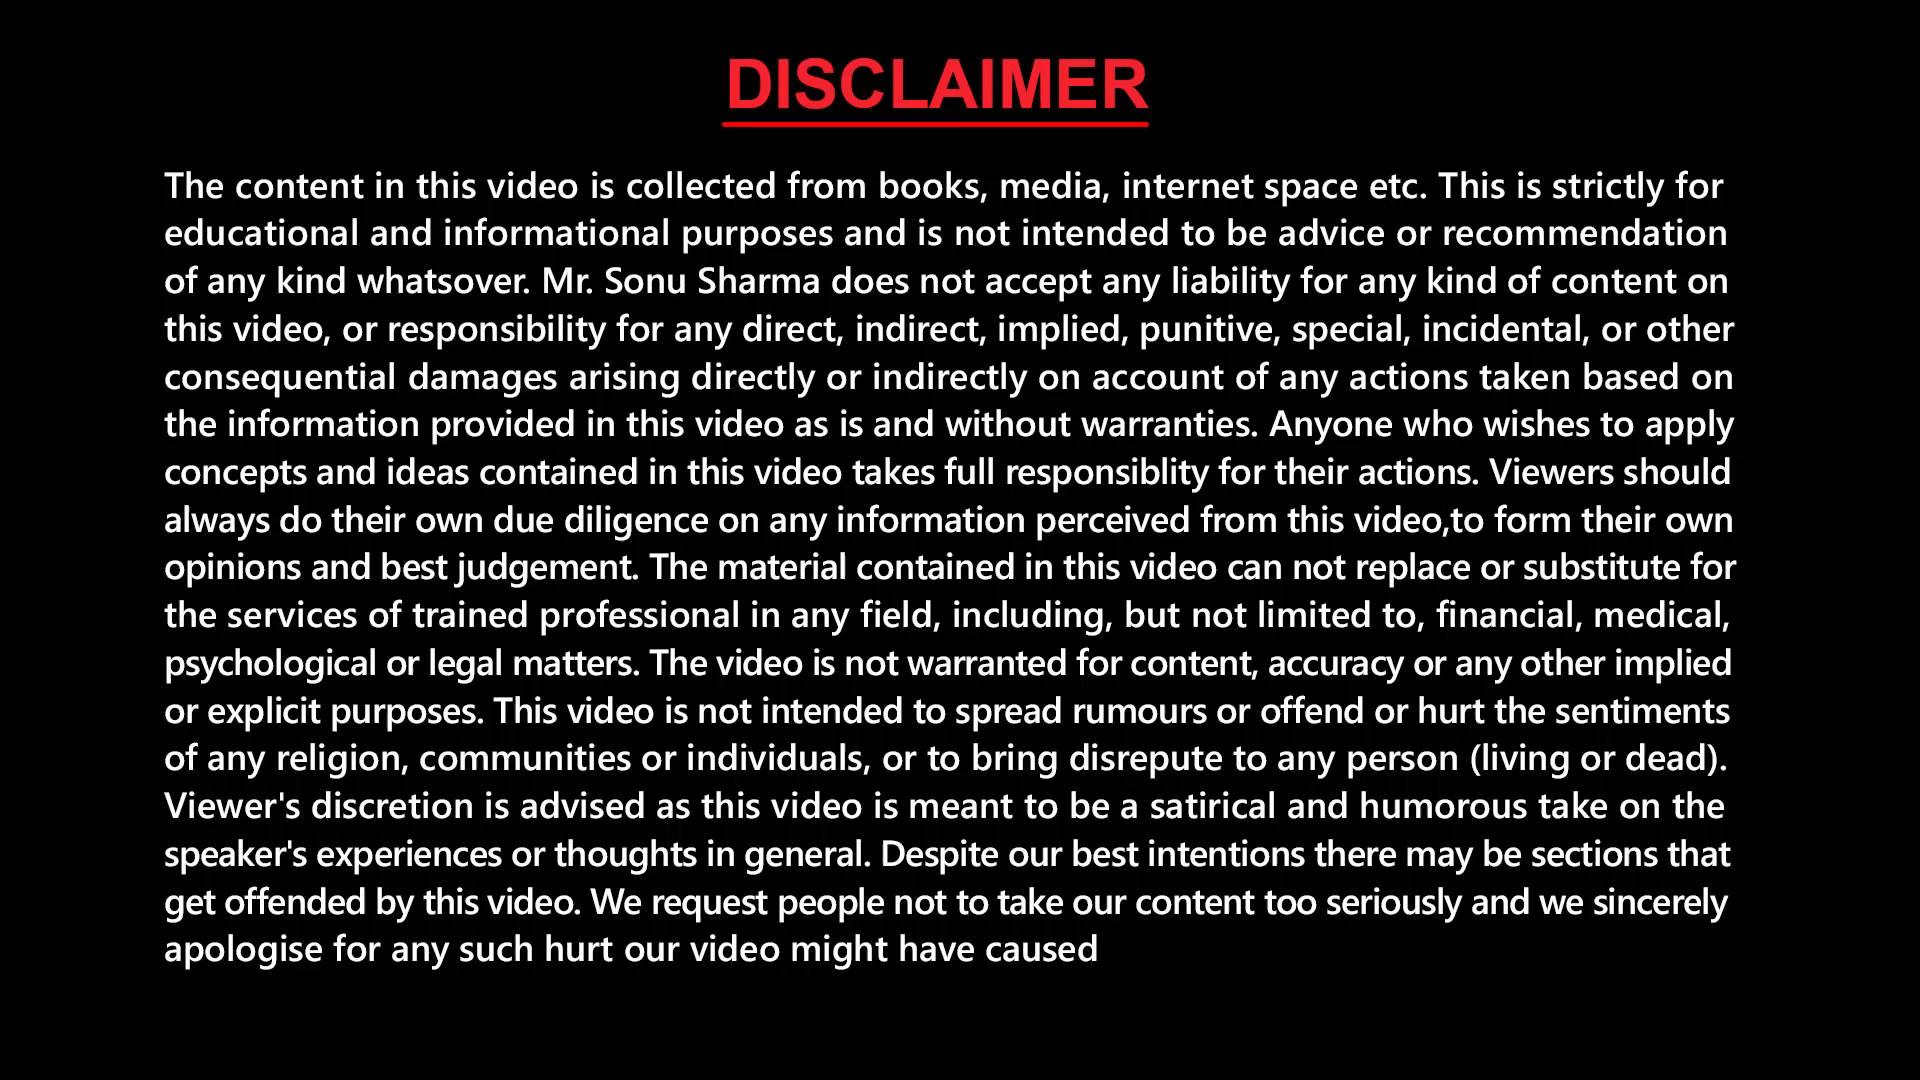 DISCLAIMER
The content in this video is collected from books, media, internet space etc. This is strictly for
educational and informational purposes and is not intended to be advice or recommendation
of any kind whatsover. Mr. Sonu Sharma does not accept any liability for any kind of content on
this video, or responsibility for any direct, indirect, implied, punitive, special, incidental, or other
consequential damages arising directly or indirectly on account of any actions taken based on
the information provided in this video as is and without warranties. Anyone who wishes to apply
concepts and ideas contained in this video takes full responsiblity for their actions. Viewers should
always do their own due diligence on any information perceived from this video,to form their own
opinions and best judgement. The material contained in this video can not replace or substitute for
the services of trained professional in any field, including, but not limited to, financial, medical,
psychological or legal matters. The video is not warranted for content, accuracy or any other implied
or explicit purposes. This video is not intended to spread rumours or offend or hurt the sentiments
of any religion, communities or individuals, or to bring disrepute to any person (living or dead).
Viewer's discretion is advised as this video is meant to be a satirical and humorous take on the
speaker's experiences or thoughts in general. Despite our best intentions there may be sections that
get offended by this video. We request people not to take our content too seriously and we sincerely
apologise for any such hurt our video might have caused